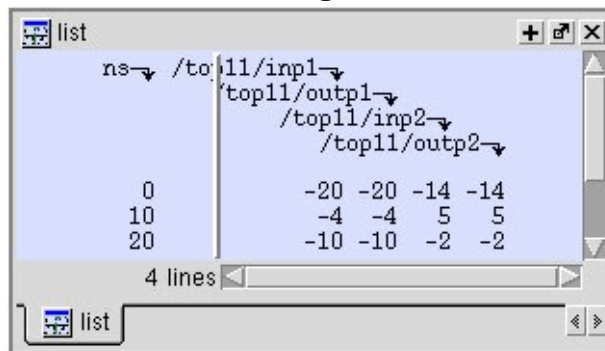 list
ns /top11/inp1
/top11/outp1
/top11/inp2
/top11/outp2
0 -20 -20 -14 -14
10 -4 -4 5 5
20 -10 -10 -2 -2
4 lines
list